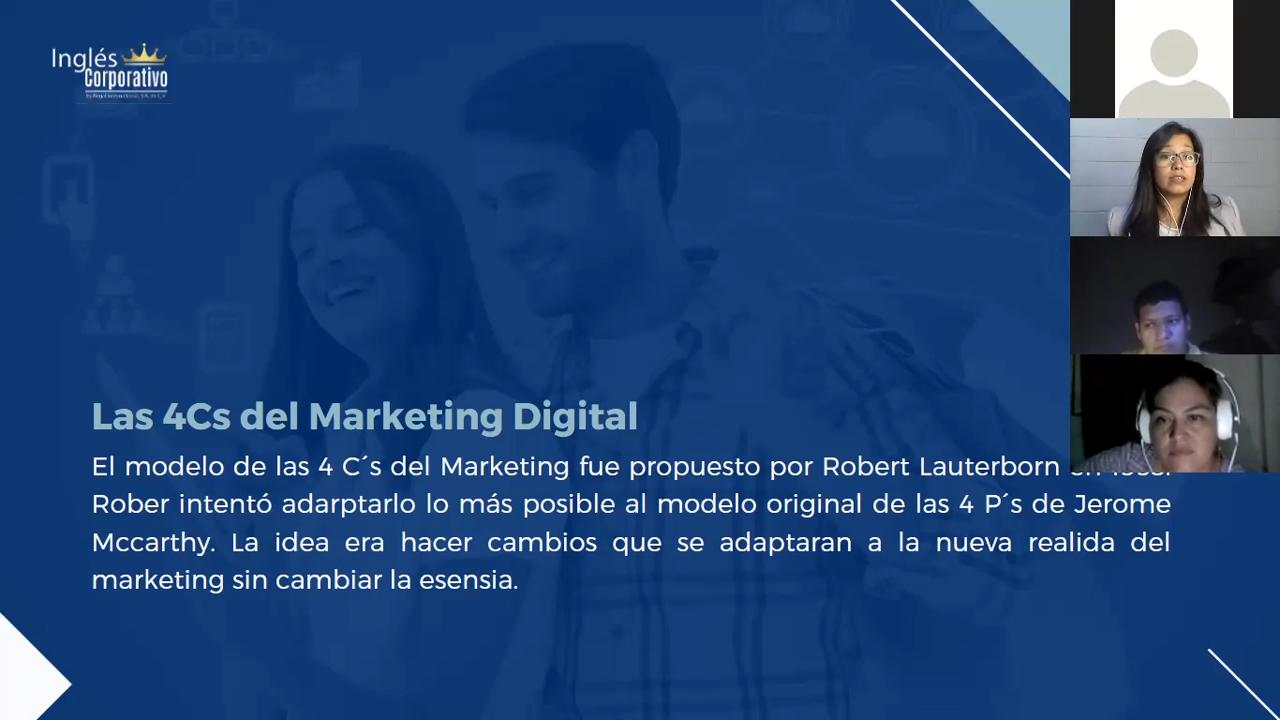 Inglés
Corporativo
Las 4Cs del Marketing Digital
El modelo de las 4 C´s del Marketing fue propuesto por Robert Lauterborn
Rober intentó adarptarlo lo más posible al modelo original de las 4 P´s de Jerome
Mccarthy. La idea era hacer cambios que se adaptaran a la nueva realida del
marketing sin cambiar la esensia.